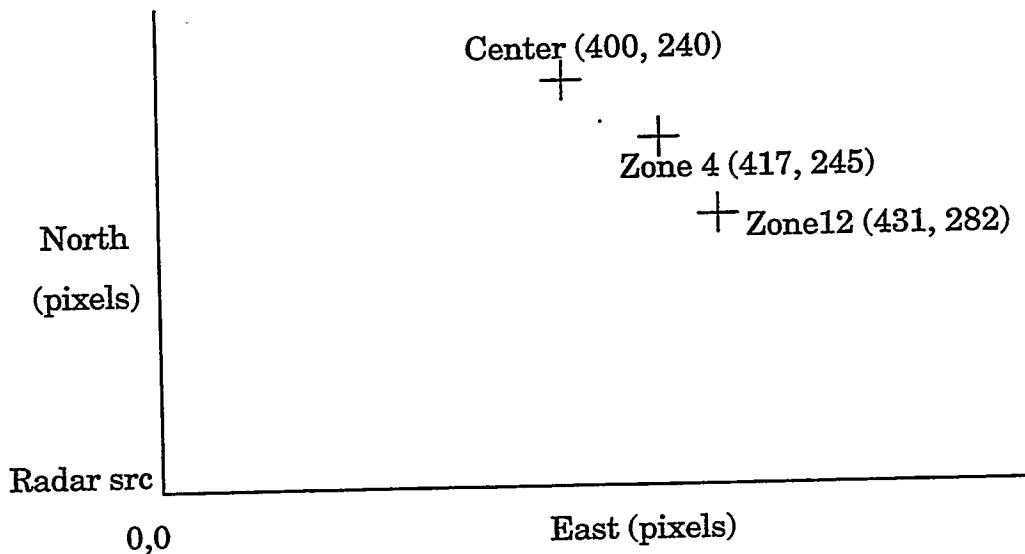 Center (400, 240)
Zone 4 (417, 245)
Zone12 (431, 282)
North
(pixels)
Radar src
0,0
East (pixels)